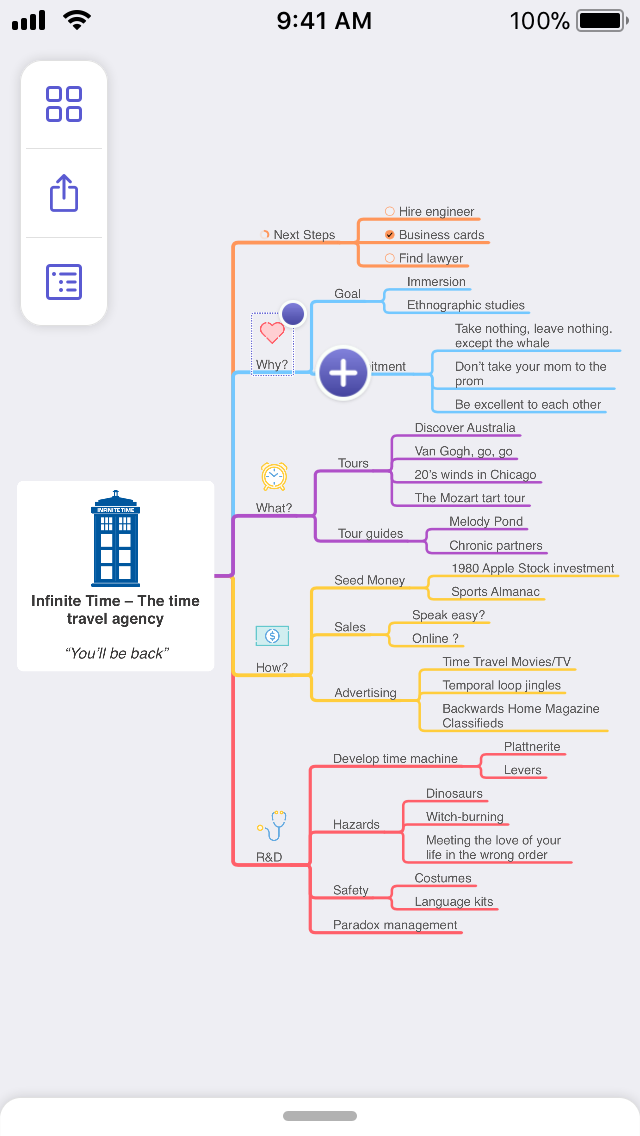 9:41 AM
100%
Hire engineer
Next Steps
Business cards
Find lawyer
Immersion
Goal
Ethnographic studies
Take nothing, leave nothing.
except the whale
Why?
itment
Don't take your mom to the
prom
Be excellent to each other
Discover Australia
Van Gogh, go, go
Tours
20's winds in Chicago
The Mozart tart tour
What?
Melody Pond
Tour guides
Chronic partners
INFINITE TIME
Infinite Time – The time
travel agency
“You’ll be back”
1980 Apple Stock investment
Seed Money
Sports Almanac
Speak easy?
Sales
Online ?
How?
Time Travel Movies/TV
Advertising
Temporal loop jingles
Backwards Home Magazine
Classifieds
Plattnerite
Develop time machine
Levers
Dinosaurs
Hazards
Witch-burning
Meeting the love of your
life in the wrong order
R&D
Costumes
Safety
Language kits
Paradox management